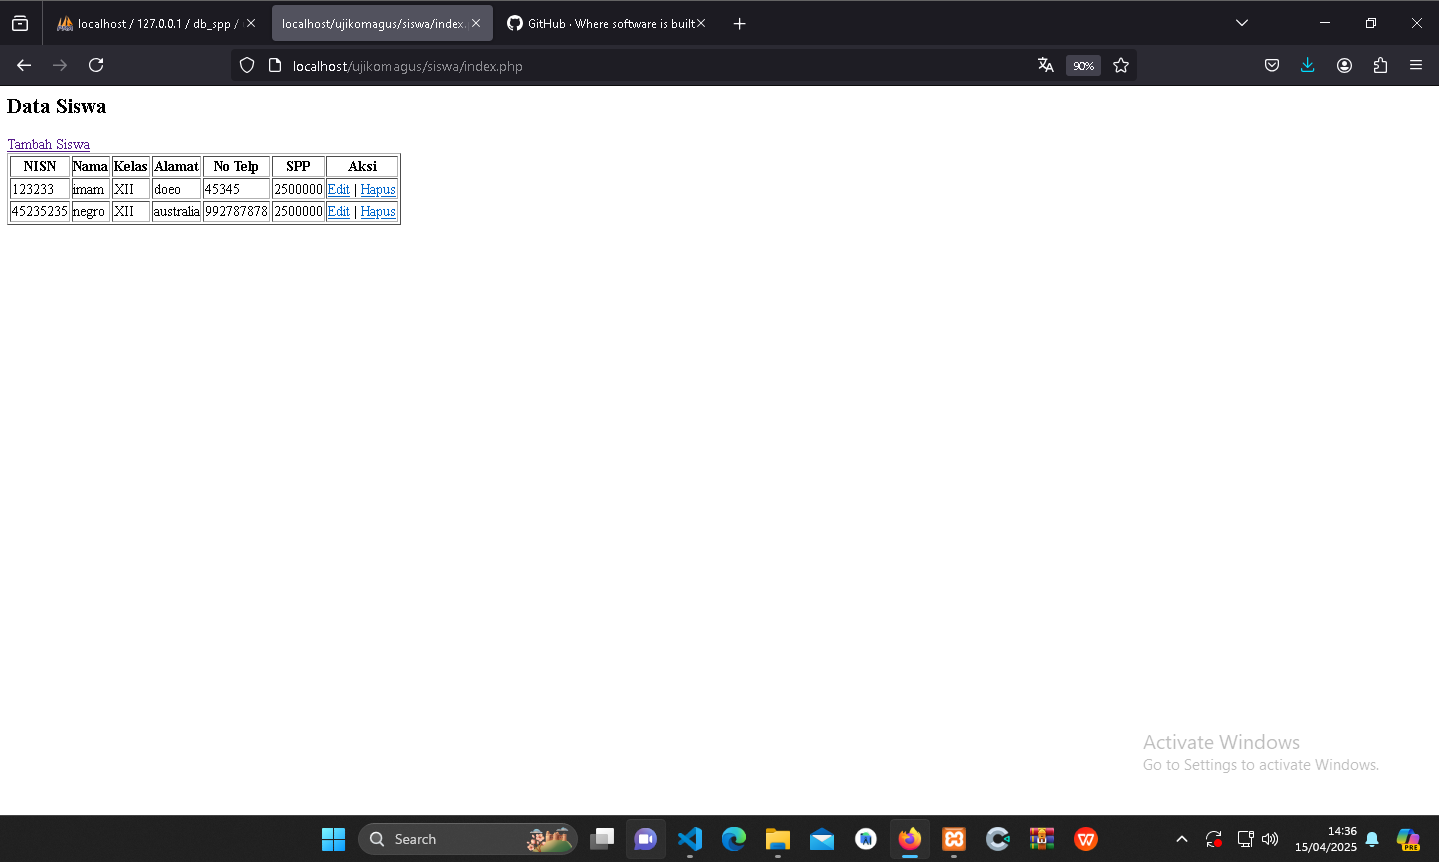 localhost / 127.0.0.1 / db_spp /
localhost/ujikomagus/siswa/index.
GitHub · Where software is built
localhost/ujikomagus/siswa/index.php
90%
Data Siswa
Tambah Siswa
NISN Nama Kelas Alamat No Telp SPP Aksi
123233 imam XII doeo 45345 2500000 Edit | Hapus
45235235 negro XII australia 992787878 2500000 Edit | Hapus
Activate Windows
Go to Settings to activate Windows.
Search
14:36
15/04/2025
PRE